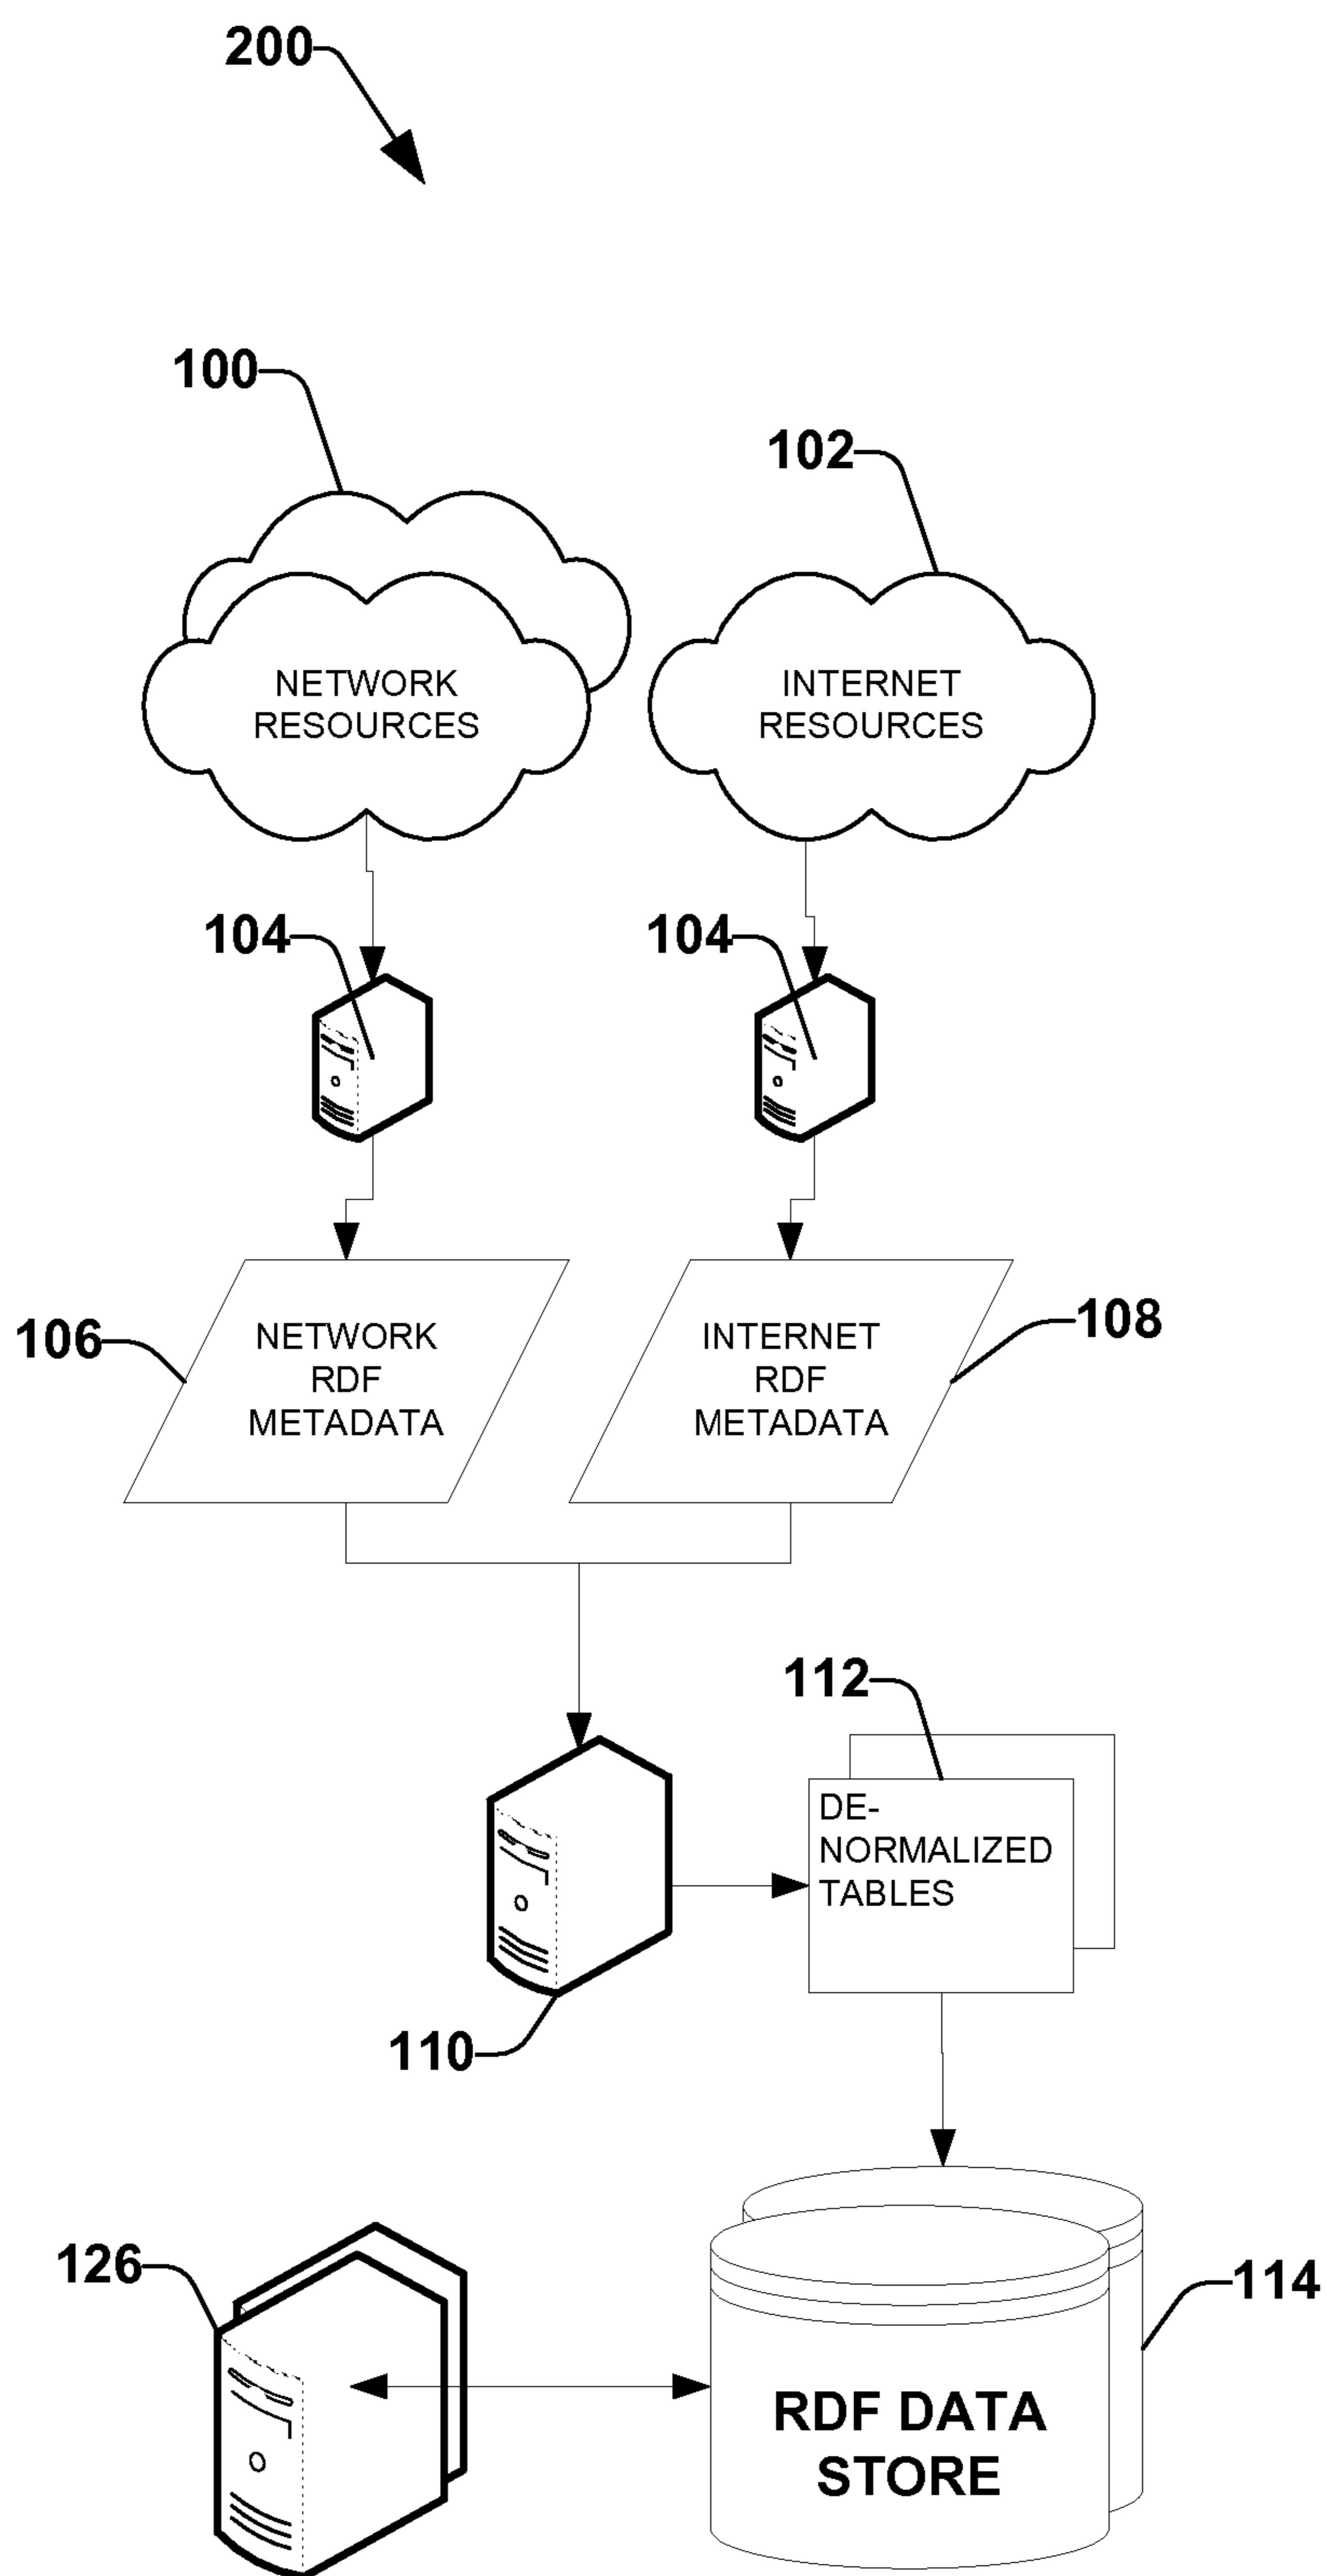 200
100
102
NETWORK
RESOURCES
INTERNET
RESOURCES
104
104
106
NETWORK
RDF
METADATA
INTERNET
RDF
METADATA
108
112
DE-
NORMALIZED
TABLES
110
126
114
RDF DATA
STORE